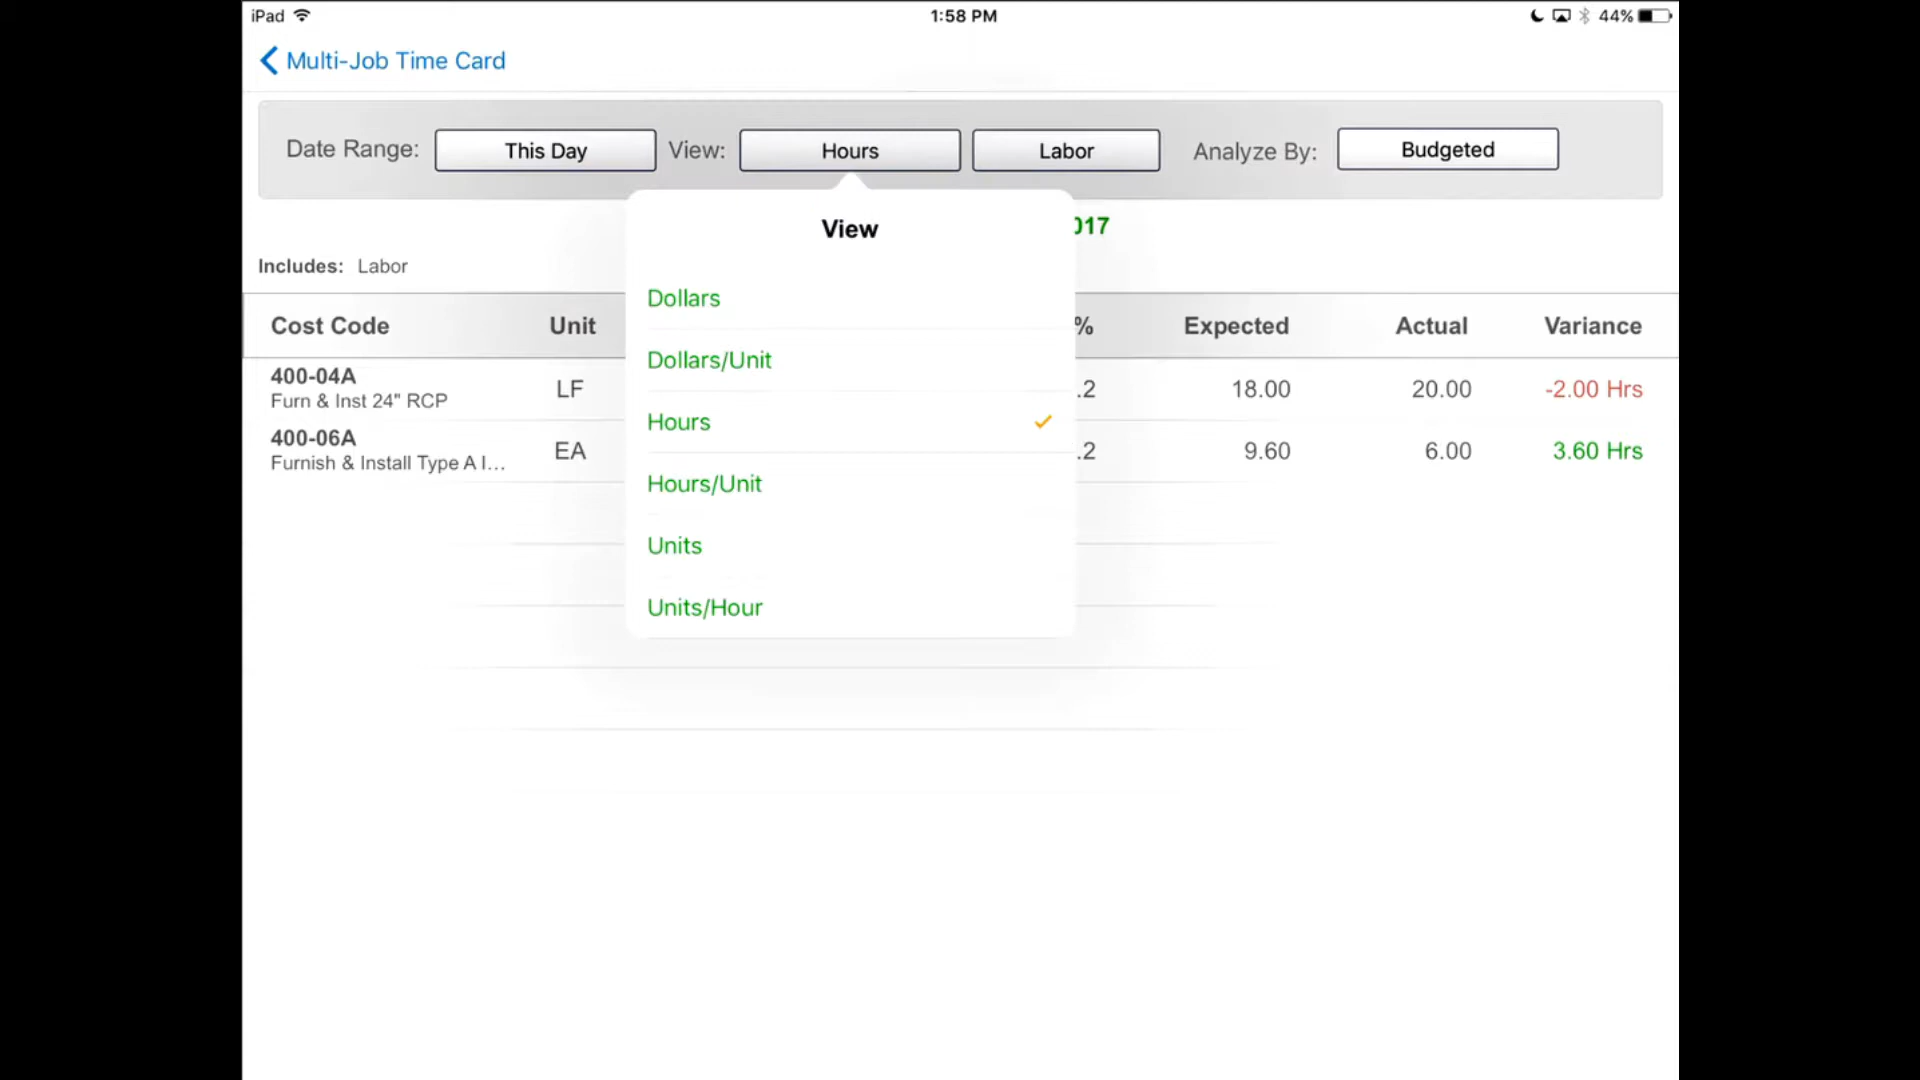 iPad 1:58 PM 44%
Multi-Job Time Card
Date Range: This Day View: Hours Labor Analyze By: Budgeted
View
017
Includes: Labor
Dollars
Cost Code Unit % Expected Actual Variance
Dollars/Unit
400-04A
Furn & Inst 24" RCP LF .2 18.00 20.00 -2.00 Hrs
Hours
400-06A
Furnish & Install Type A I... EA .2 9.60 6.00 3.60 Hrs
Hours/Unit
Units
Units/Hour